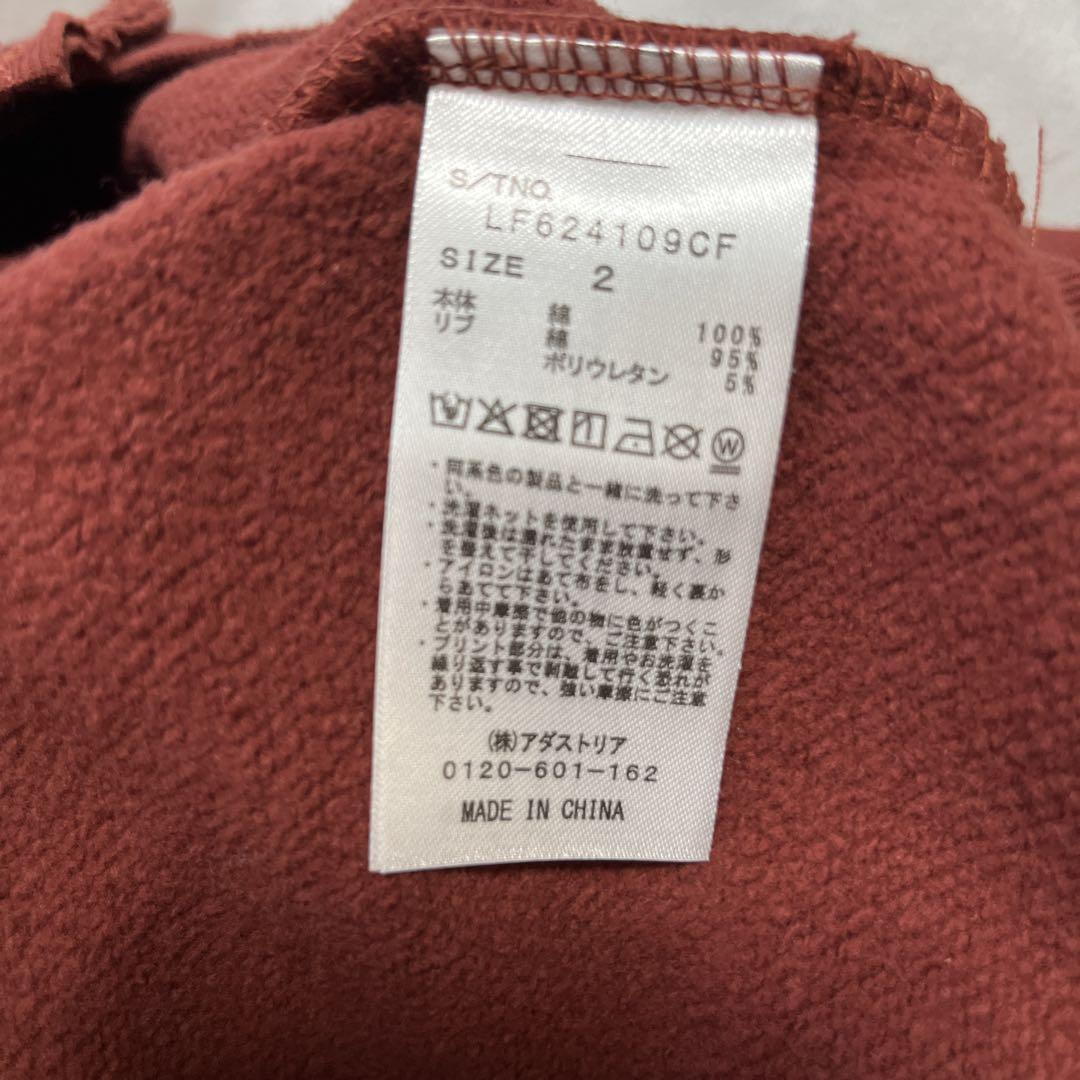 S/TNO.
LF624109CF
SIZE 2
本体 綿 100%
リブ 綿 95%
ポリウレタン 5%
W
・同系色の製品と一緒に洗って下さ
い。
・洗濯ネットを使用して下さい。
・洗濯後は濡れたまま放置せず、形
を整えて干してください。
・アイロンはあて布をし、軽く裏か
らあてて下さい。
・着用中摩擦で他の物に色がつくこ
とがありますので、ご注意下さい。
・プリント部分は、着用やお洗濯を
繰り返す事で剥離して行く恐れが
ありますので、強い摩擦にご注意
下さい。
(株)アダストリア
0120-601-162
MADE IN CHINA